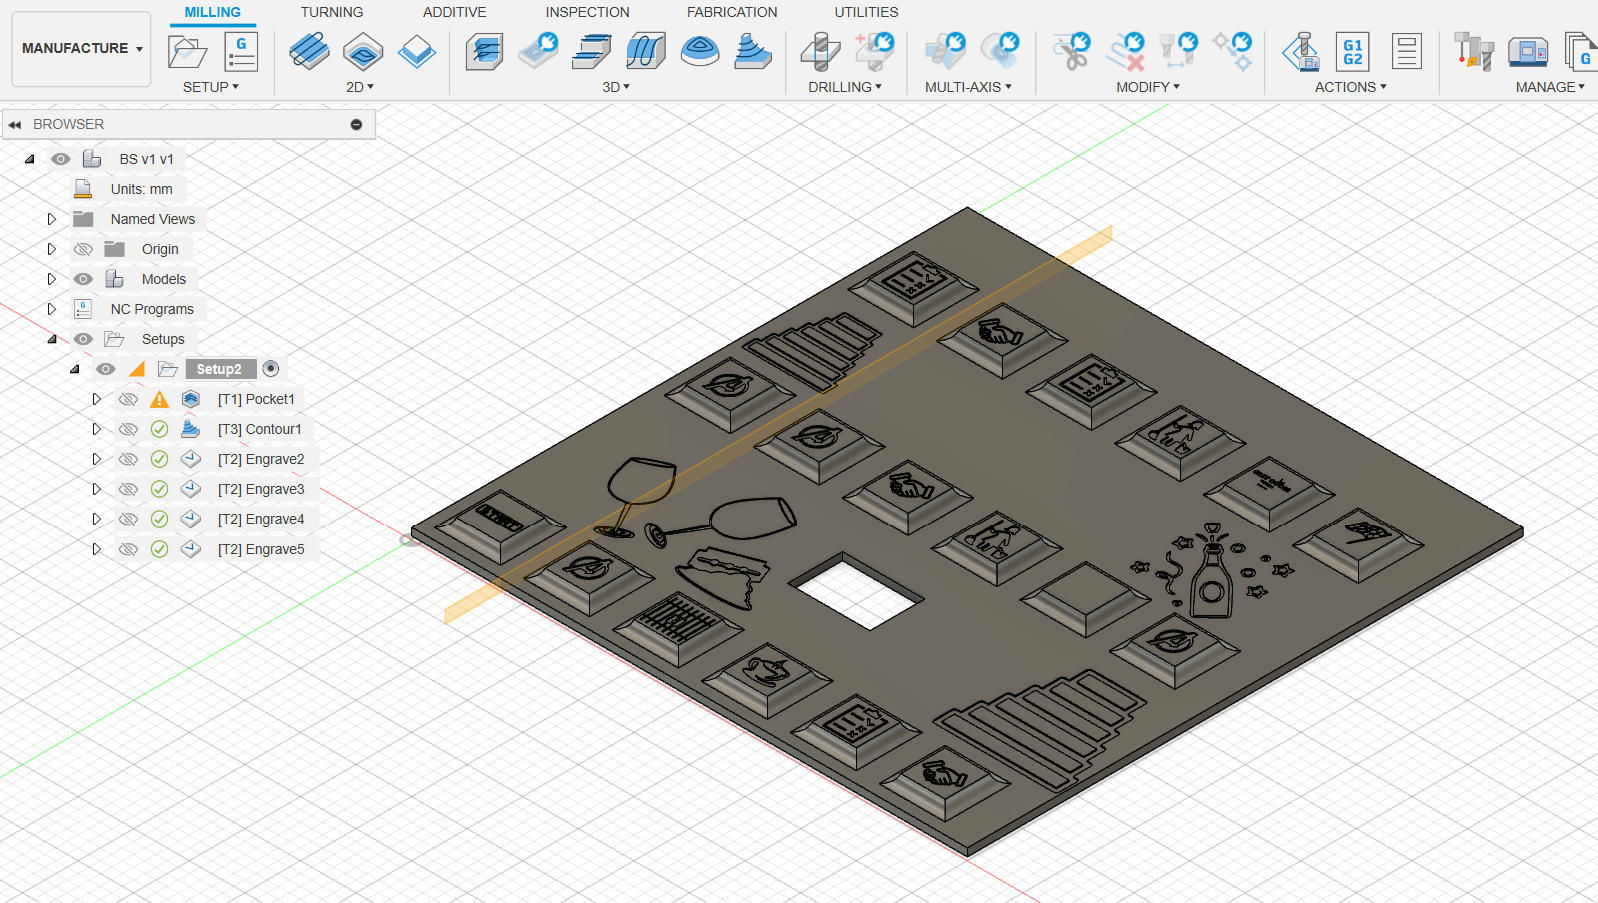 MILLING TURNING ADDITIVE INSPECTION FABRICATION UTILITIES
MANUFACTURE
G
G1
G2
G
SETUP 2D 3D DRILLING MULTI-AXIS MODIFY ACTIONS MANAGE
BROWSER
BS v1 v1
Units: mm
Named Views
Origin
Models
G
NC Programs
Setups
Setup2
[T1] Pocket1
[T3] Contour1
[T2] Engrave2
[T2] Engrave3
[T2] Engrave4
[T2] Engrave5